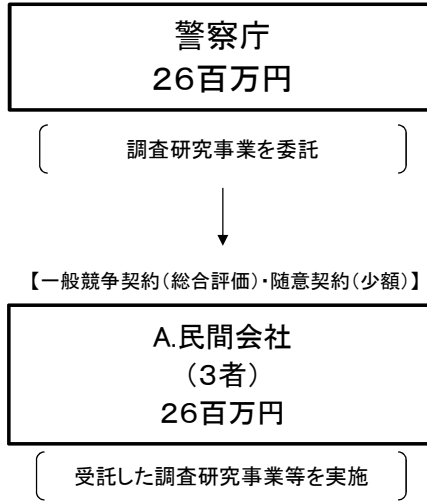 警察庁
26百万円
調査研究事業を委託
【一般競争契約(総合評価)・随意契約(少額)】
A.民間会社
(3者)
26百万円
受託した調査研究事業等を実施